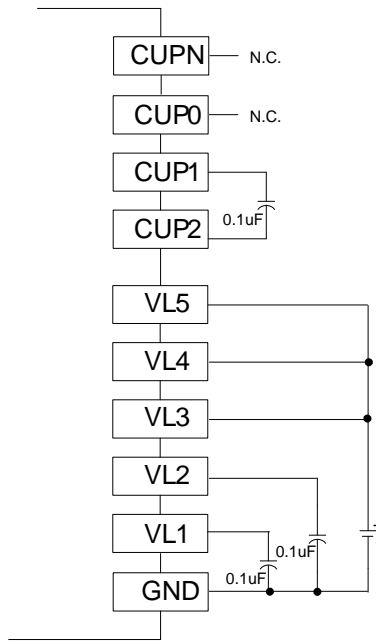 CUPN
N.C.
CUP0
N.C.
CUP1
0.1uF
CUP2
VL5
VL4
VL3
VL2
VL1
0.1uF
0.1uF
GND